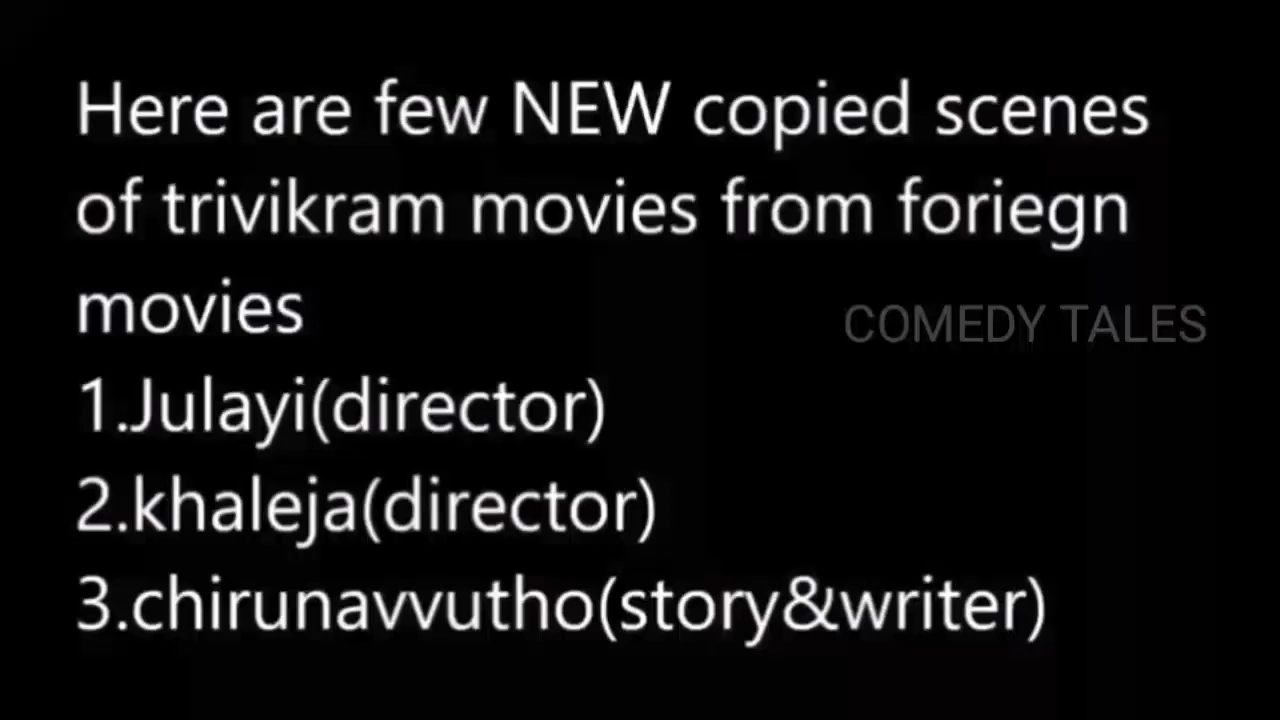 Here are few NEW copied scenes
of trivikram movies from foriegn
movies
COMEDY TALES
1.Julayi(director)
2.khaleja(director)
3.chirunavvutho(story&writer)